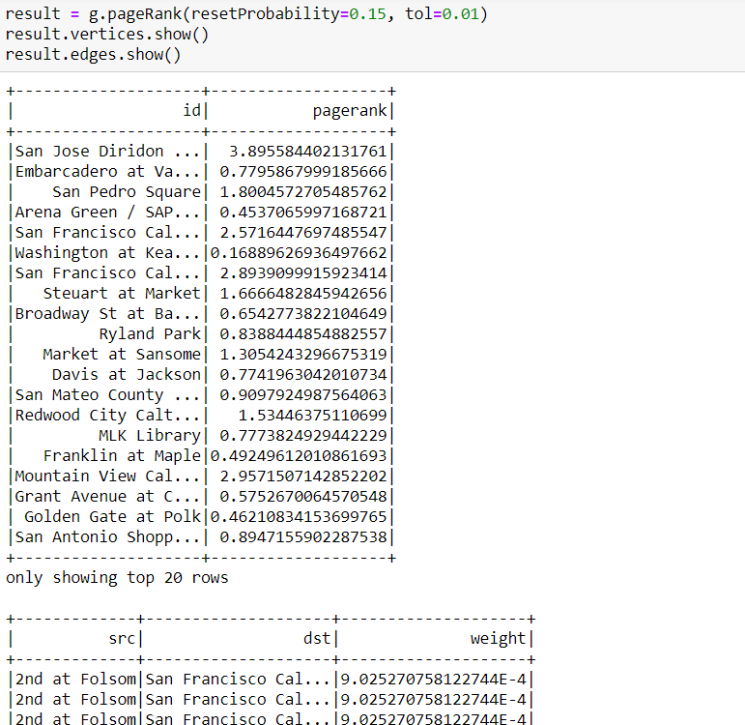 result = g.pageRank(resetProbability=0.15, tol=0.01)
result.vertices.show()
result.edges.show()
+-------------------+-------------------+
|                 id|           pagerank|
+-------------------+-------------------+
|San Jose Diridon ...|  3.895584402131761|
|Embarcadero at Va...| 0.7795867999185666|
|    San Pedro Square| 1.8004572705485762|
|Arena Green / SAP...| 0.4537065997168721|
|San Francisco Cal...| 2.5716447697485547|
|Washington at Kea...|0.16889626936497662|
|San Francisco Cal...| 2.8939099915923414|
|   Steuart at Market| 1.6666482845942656|
|Broadway St at Ba...| 0.6542773822104649|
|         Ryland Park| 0.8388444854882557|
|   Market at Sansome| 1.3054243296675319|
|    Davis at Jackson| 0.7741963042010734|
|San Mateo County ...| 0.9097924987564063|
|Redwood City Calt...|   1.53446375110699|
|         MLK Library| 0.7773824929442229|
|   Franklin at Maple|0.49249612010861693|
|Mountain View Cal...| 2.9571507142852202|
|Grant Avenue at C...| 0.5752670064570548|
| Golden Gate at Polk|0.46210834153699765|
|San Antonio Shopp...| 0.8947155902287538|
+-------------------+-------------------+
only showing top 20 rows
+-------------+--------------------+--------------------+
|          src|                 dst|              weight|
+-------------+--------------------+--------------------+
|2nd at Folsom|San Francisco Cal...|9.025270758122744E-4|
|2nd at Folsom|San Francisco Cal...|9.025270758122744E-4|
|2nd at Folsom|San Francisco Cal...|9.025270758122744E-4|